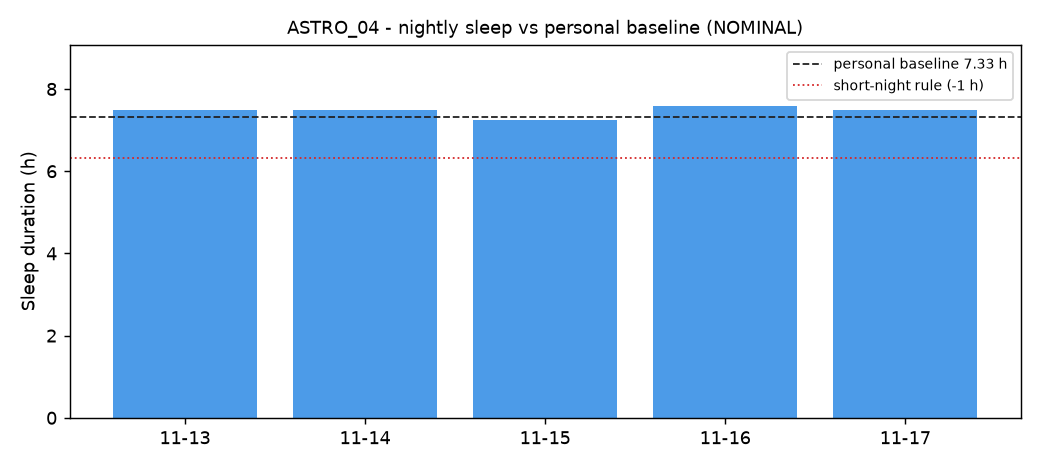 ASTRO_04 - nightly sleep vs personal baseline (NOMINAL)
personal baseline 7.33 h
short-night rule (-1 h)
Sleep duration (h)
8
6
4
2
0
11-13
11-14
11-15
11-16
11-17